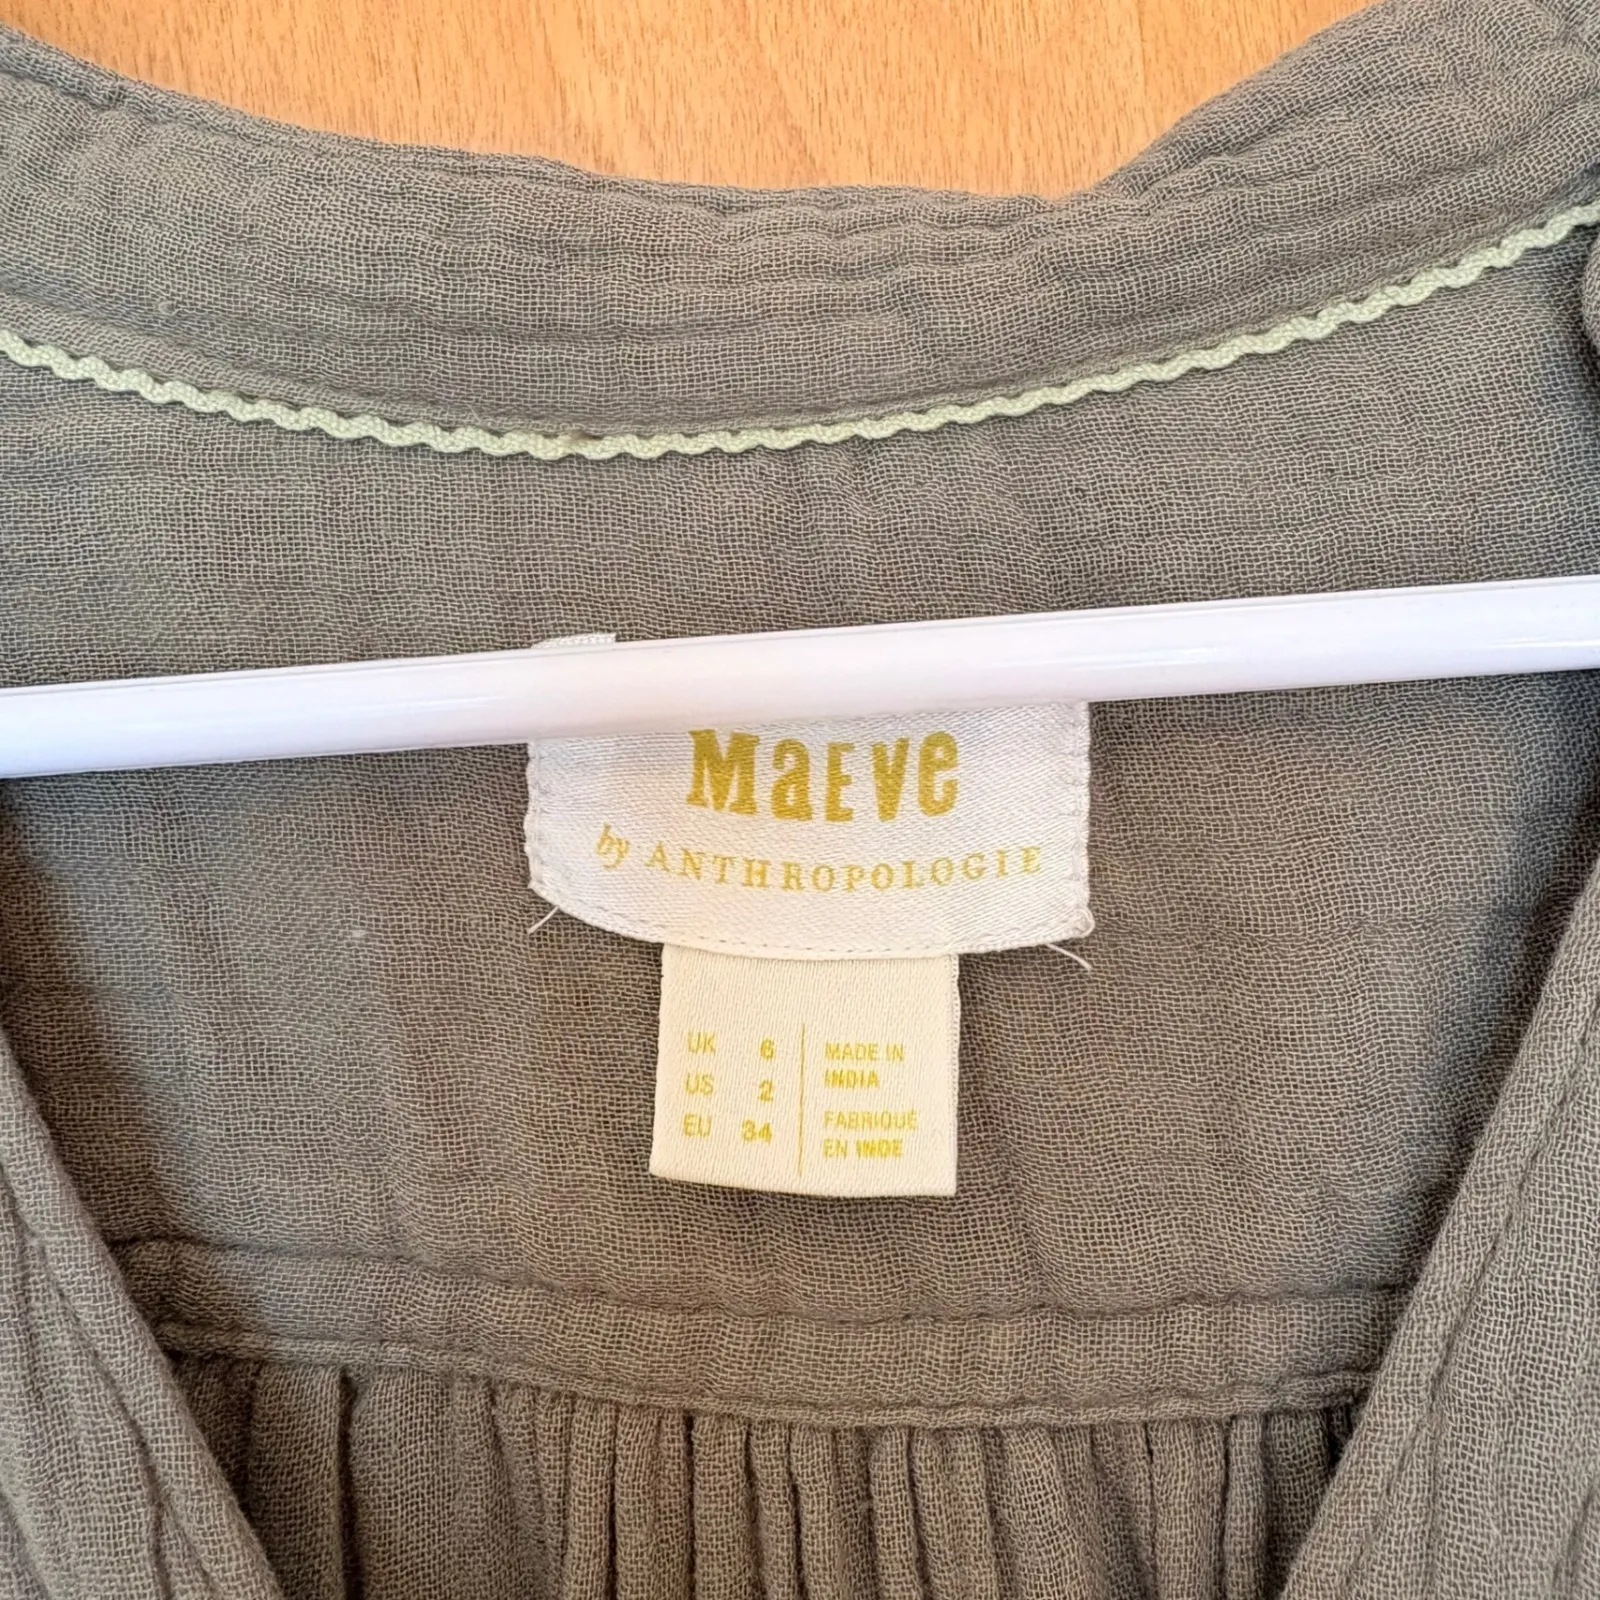 MaEVe
by ANTHROPOLOGIE
UK 6
US 2
EU 34
MADE IN
INDIA
FABRIQUÉ
EN INDE